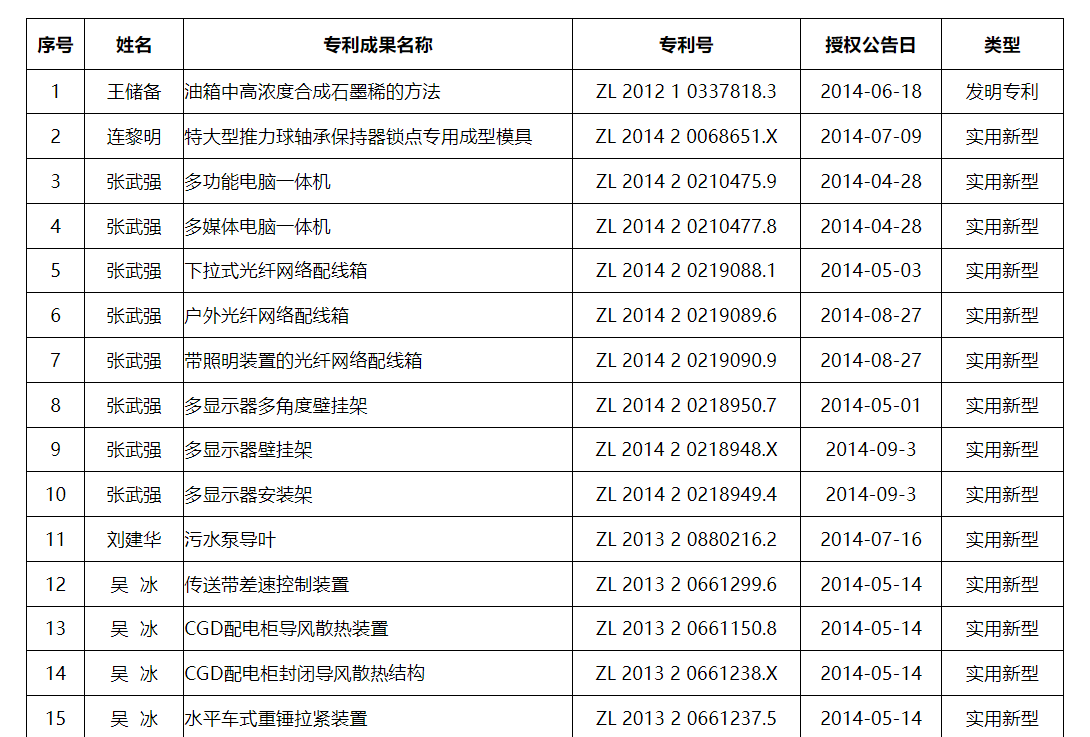 序号 姓名 专利成果名称 专利号 授权公告日 类型
1 王储备 油箱中高浓度合成石墨稀的方法 ZL 2012 1 0337818.3 2014-06-18 发明专利
2 连黎明 特大型推力球轴承保持器锁点专用成型模具 ZL 2014 2 0068651.X 2014-07-09 实用新型
3 张武强 多功能电脑一体机 ZL 2014 2 0210475.9 2014-04-28 实用新型
4 张武强 多媒体电脑一体机 ZL 2014 2 0210477.8 2014-04-28 实用新型
5 张武强 下拉式光纤网络配线箱 ZL 2014 2 0219088.1 2014-05-03 实用新型
6 张武强 户外光纤网络配线箱 ZL 2014 2 0219089.6 2014-08-27 实用新型
7 张武强 带照明装置的光纤网络配线箱 ZL 2014 2 0219090.9 2014-08-27 实用新型
8 张武强 多显示器多角度壁挂架 ZL 2014 2 0218950.7 2014-05-01 实用新型
9 张武强 多显示器壁挂架 ZL 2014 2 0218948.X 2014-09-3 实用新型
10 张武强 多显示器安装架 ZL 2014 2 0218949.4 2014-09-3 实用新型
11 刘建华 污水泵导叶 ZL 2013 2 0880216.2 2014-07-16 实用新型
12 吴 冰 传送带差速控制装置 ZL 2013 2 0661299.6 2014-05-14 实用新型
13 吴 冰 CGD配电柜导风散热装置 ZL 2013 2 0661150.8 2014-05-14 实用新型
14 吴 冰 CGD配电柜封闭导风散热结构 ZL 2013 2 0661238.X 2014-05-14 实用新型
15 吴 冰 水平车式重锤拉紧装置 ZL 2013 2 0661237.5 2014-05-14 实用新型